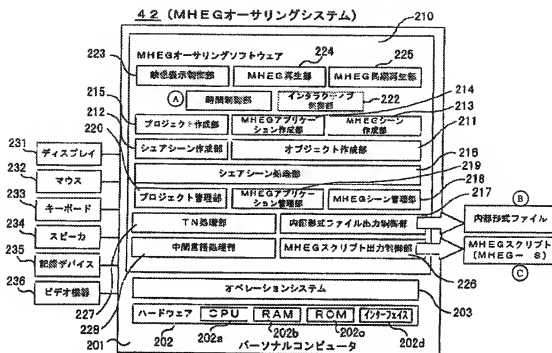 42(MHEGオーサリングシステム)
210
MHEGオーサリングソフトウェア
224
225
223
MHEG再生部
MHEG長期再生部
214
213
A
時間制御部
インタラクティブ制御部
222
215
212
プロジェクト作成部
MHEGアプリケーション作成部
MHEGシーン作成部
211
220
シェアシーン作成部
オブジェクト作成部
216
シェアシーン処理部
219
プロジェクト管理部
MHEGアプリケーション管理部
MHEGシーン管理部
218
217
TN処理部
内部形式ファイル出力制御部
中間言語処理部
MHEGスクリプト出力制御部
226
227
228
オペレーションシステム
203
ハードウェア
CPU
RAM
ROM
インターフェイス
202
202a
202b
202c
202d
201
パーソナルコンピュータ
231
ディスプレイ
232
マウス
233
キーボード
234
スピーカ
235
記録デバイス
236
ビデオ機器
B
内部形式ファイル
MHEGスクリプト
(MHEG-S)
C